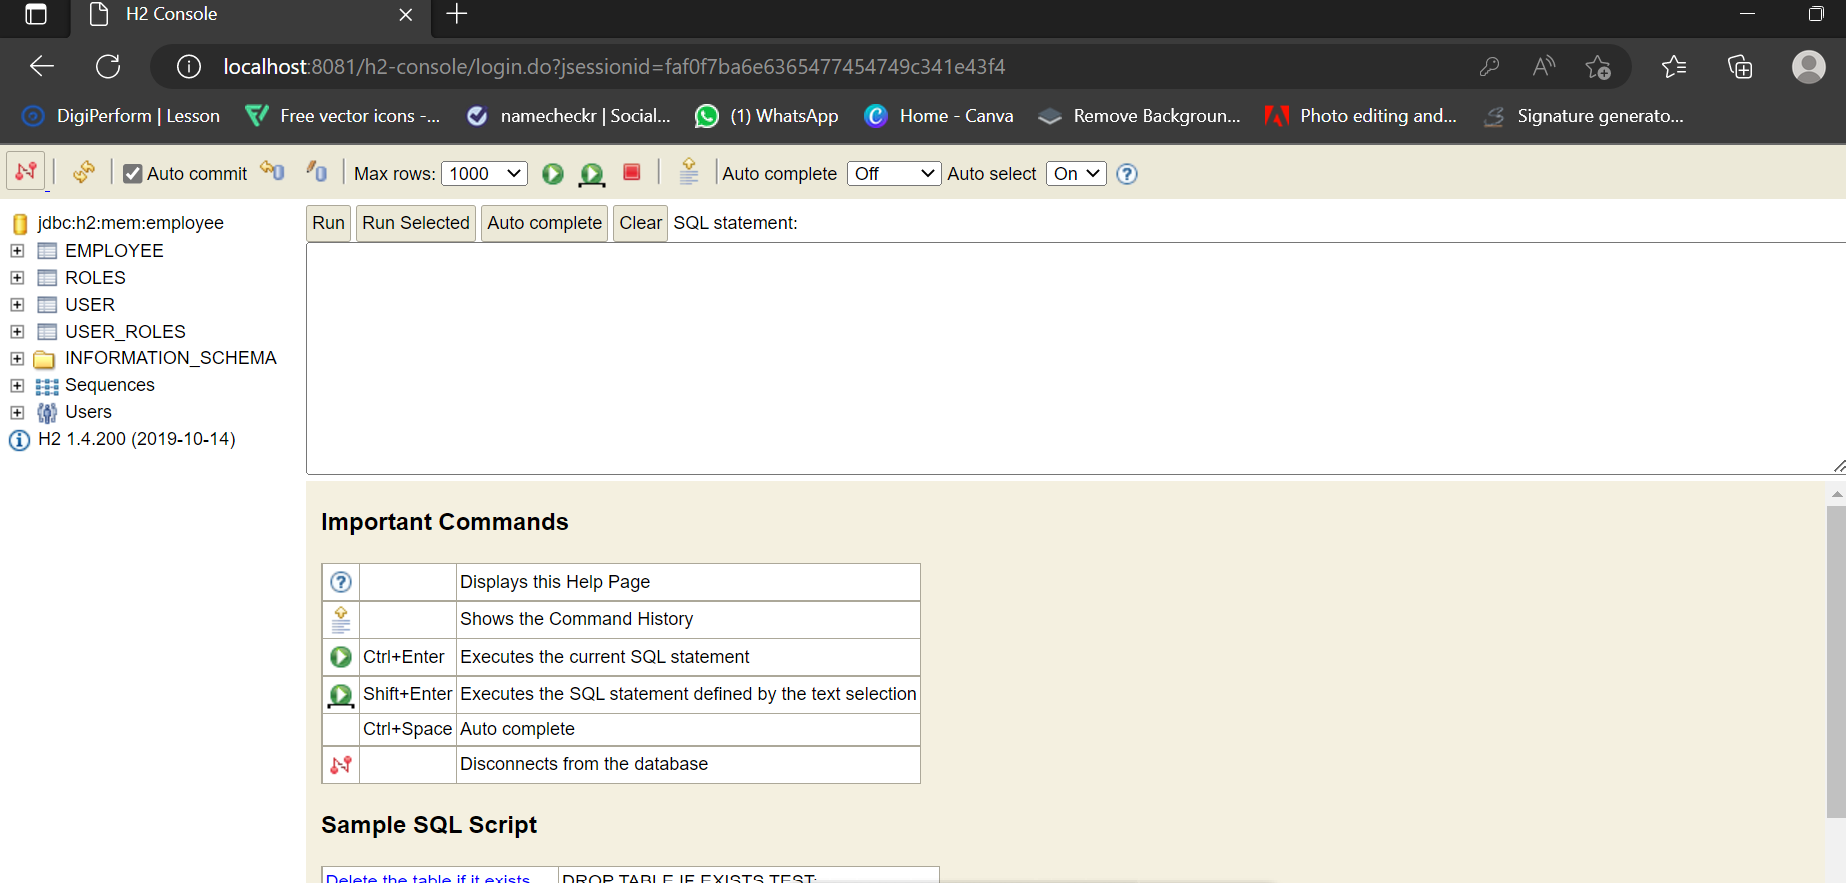 H2 Console
localhost:8081/h2-console/login.do?jsessionid=faf0f7ba6e6365477454749c341e43f4
DigiPerform | Lesson Free vector icons -... namecheckr | Social... (1) WhatsApp Home - Canva Remove Backgroun... Photo editing and... Signature generato...
Auto commit Max rows: 1000 Auto complete Off Auto select On
jdbc:h2:mem:employee
EMPLOYEE
ROLES
USER
USER_ROLES
INFORMATION_SCHEMA
Sequences
Users
H2 1.4.200 (2019-10-14)
Run Run Selected Auto complete Clear SQL statement:
Important Commands
Displays this Help Page
Shows the Command History
Ctrl+Enter Executes the current SQL statement
Shift+Enter Executes the SQL statement defined by the text selection
Ctrl+Space Auto complete
Disconnects from the database
Sample SQL Script
Delete the table if it exists DROP TABLE IF EXISTS TEST;